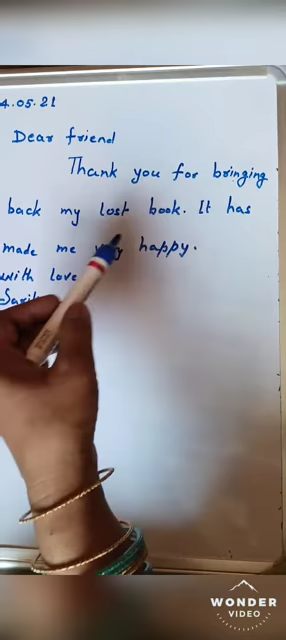 4.05.21
Dear friend
Thank you for bringing
back my lost book. It has
made me happy.
with love
WONDER
VIDEO